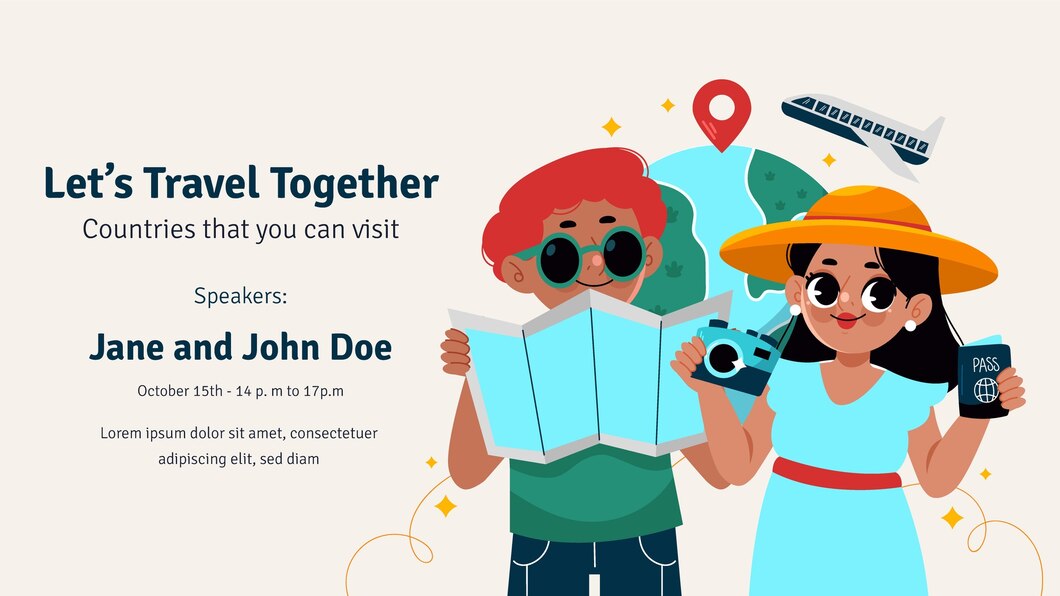 Let’s Travel Together
Countries that you can visit
Speakers:
Jane and John Doe
October 15th - 14 p. m to 17p.m
Lorem ipsum dolor sit amet, consectetuer
adipiscing elit, sed diam
PASS